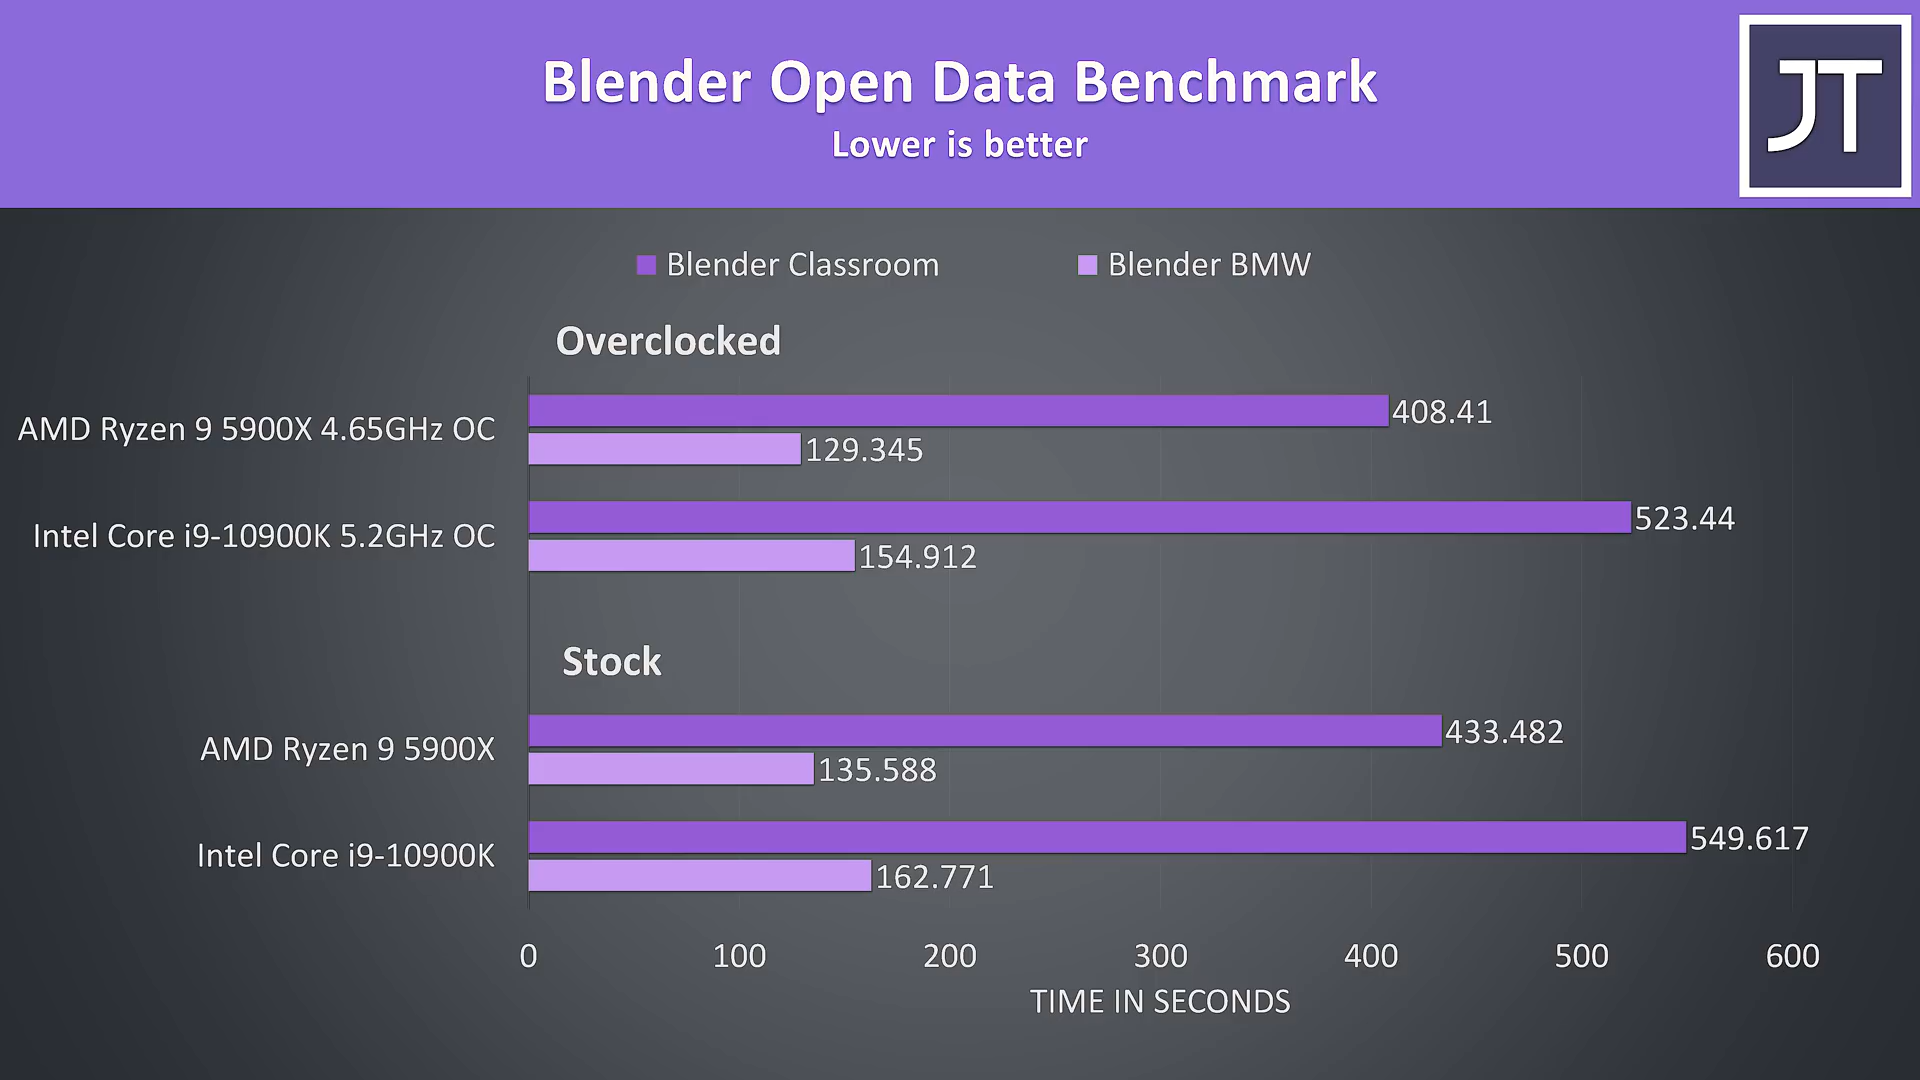 Blender Open Data Benchmark
Lower is better
JT
Blender Classroom
Blender BMW
Overclocked
AMD Ryzen 9 5900X 4.65GHz OC
408.41
129.345
Intel Core i9-10900K 5.2GHz OC
523.44
154.912
Stock
AMD Ryzen 9 5900X
433.482
135.588
Intel Core i9-10900K
549.617
162.771
0 100 200 300 400 500 600
TIME IN SECONDS